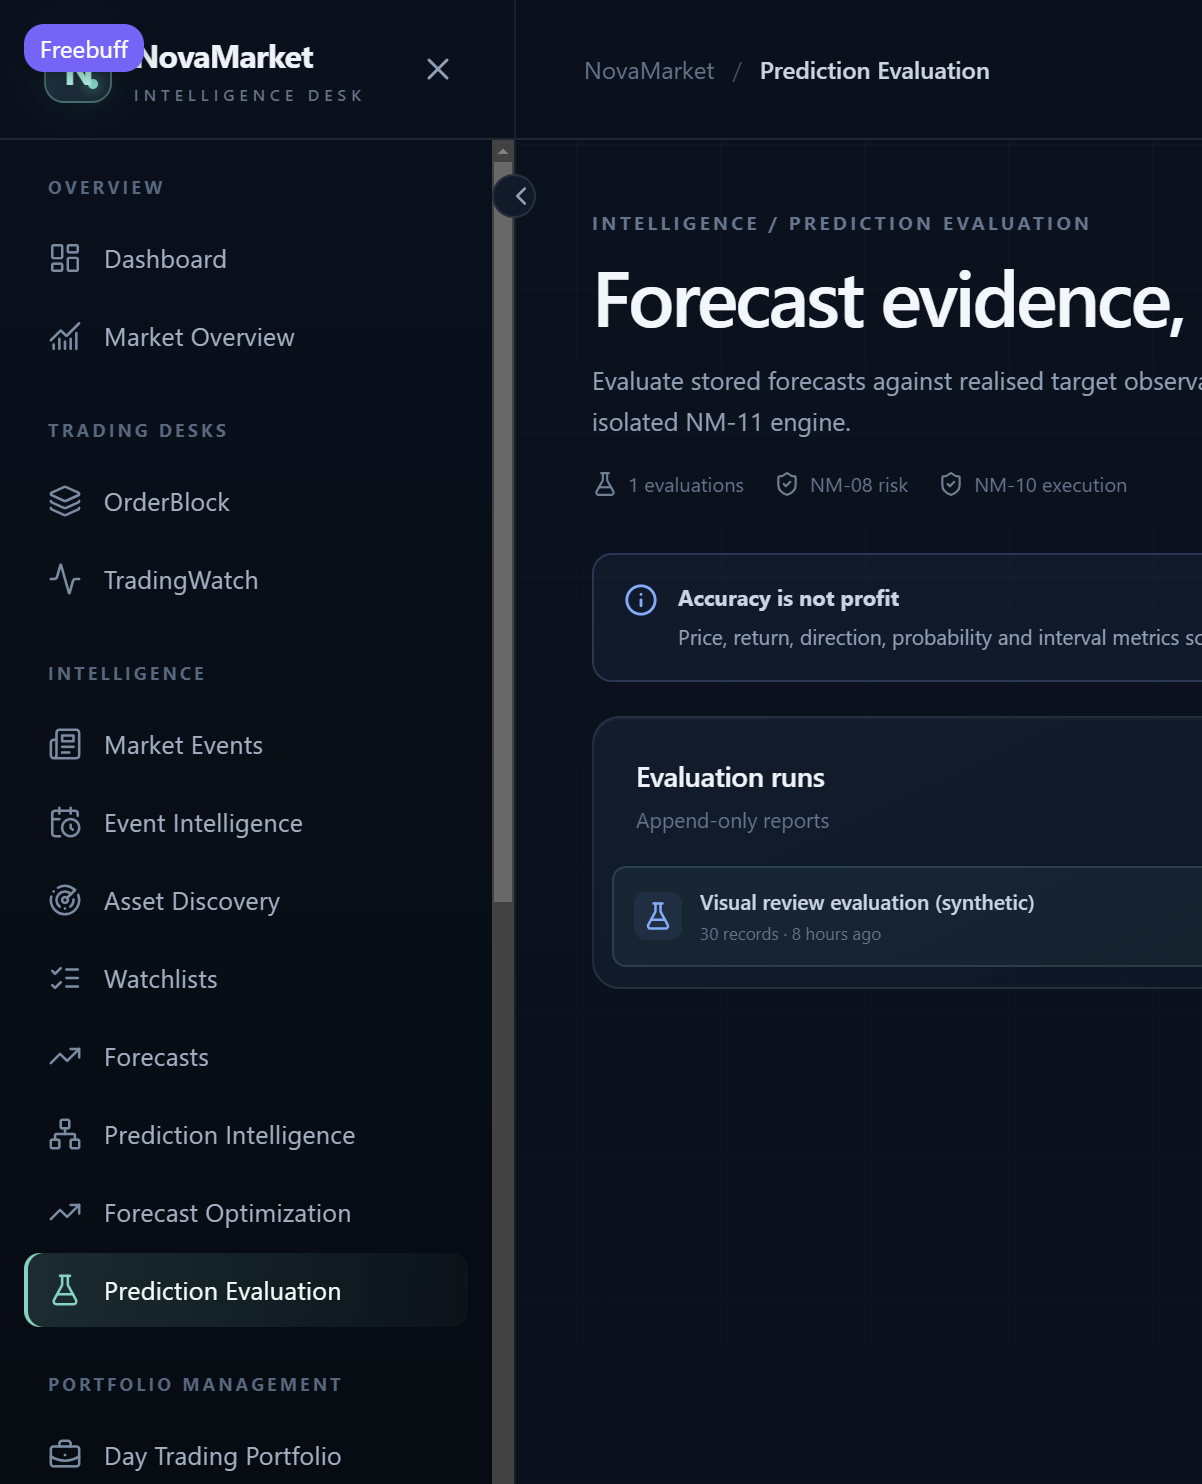 Freebuff
NovaMarket
INTELLIGENCE DESK
OVERVIEW
Dashboard
Market Overview
TRADING DESKS
OrderBlock
TradingWatch
INTELLIGENCE
Market Events
Event Intelligence
Asset Discovery
Watchlists
Forecasts
Prediction Intelligence
Forecast Optimization
Prediction Evaluation
PORTFOLIO MANAGEMENT
Day Trading Portfolio
NovaMarket / Prediction Evaluation
INTELLIGENCE / PREDICTION EVALUATION
Forecast evidence,
Evaluate stored forecasts against realised target observa
isolated NM-11 engine.
1 evaluations NM-08 risk NM-10 execution
Accuracy is not profit
Price, return, direction, probability and interval metrics sc
Evaluation runs
Append-only reports
Visual review evaluation (synthetic)
30 records · 8 hours ago